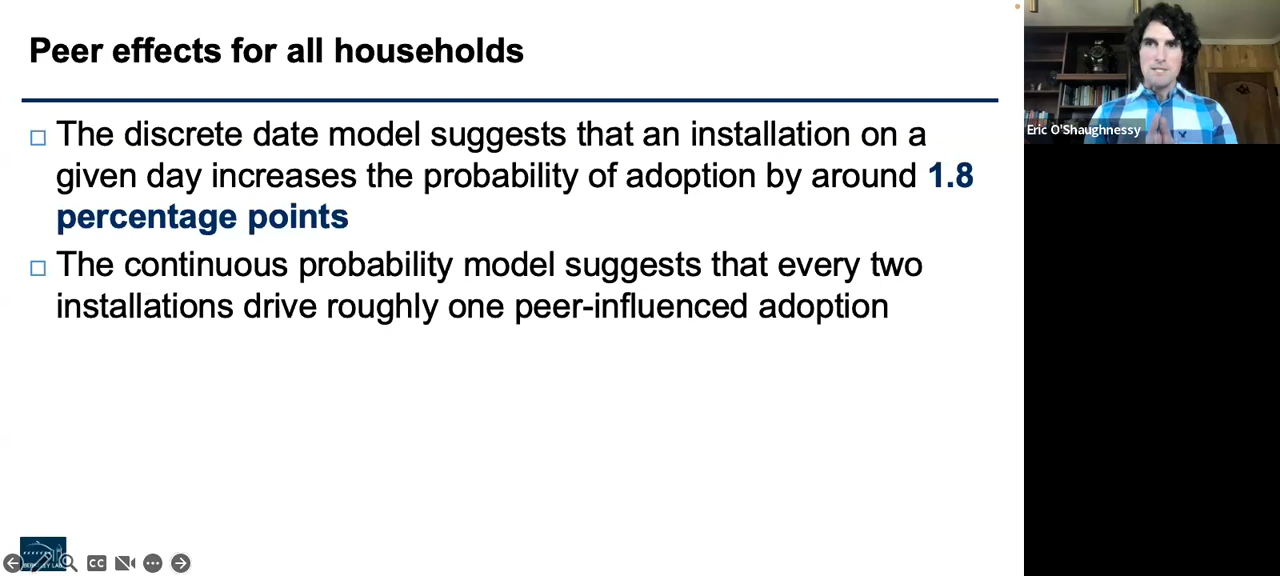 Peer effects for all households
The discrete date model suggests that an installation on a
given day increases the probability of adoption by around 1.8
percentage points
The continuous probability model suggests that every two
installations drive roughly one peer-influenced adoption
Eric O'Shaughnessy
CC